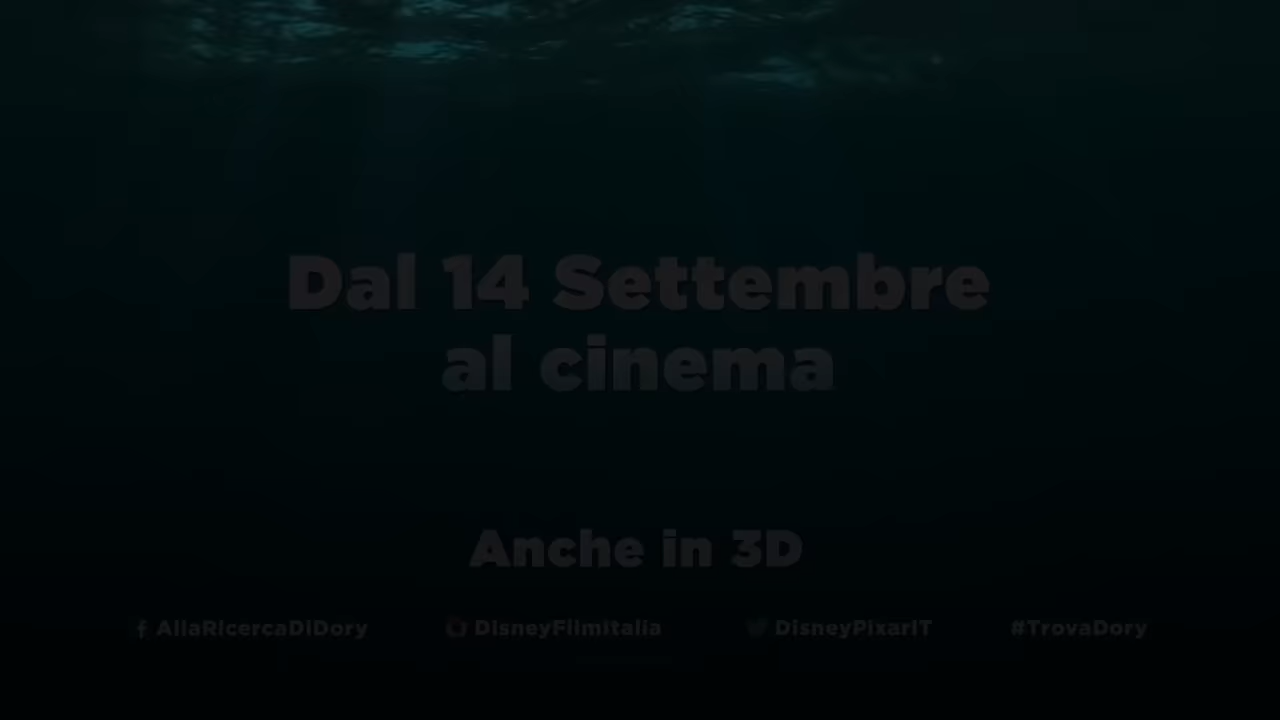 Dal 14 Settembre
al cinema
Anche in 3D
AllaRicercaDiDory DisneyFilmItalia DisneyPixarIT #TrovaDory